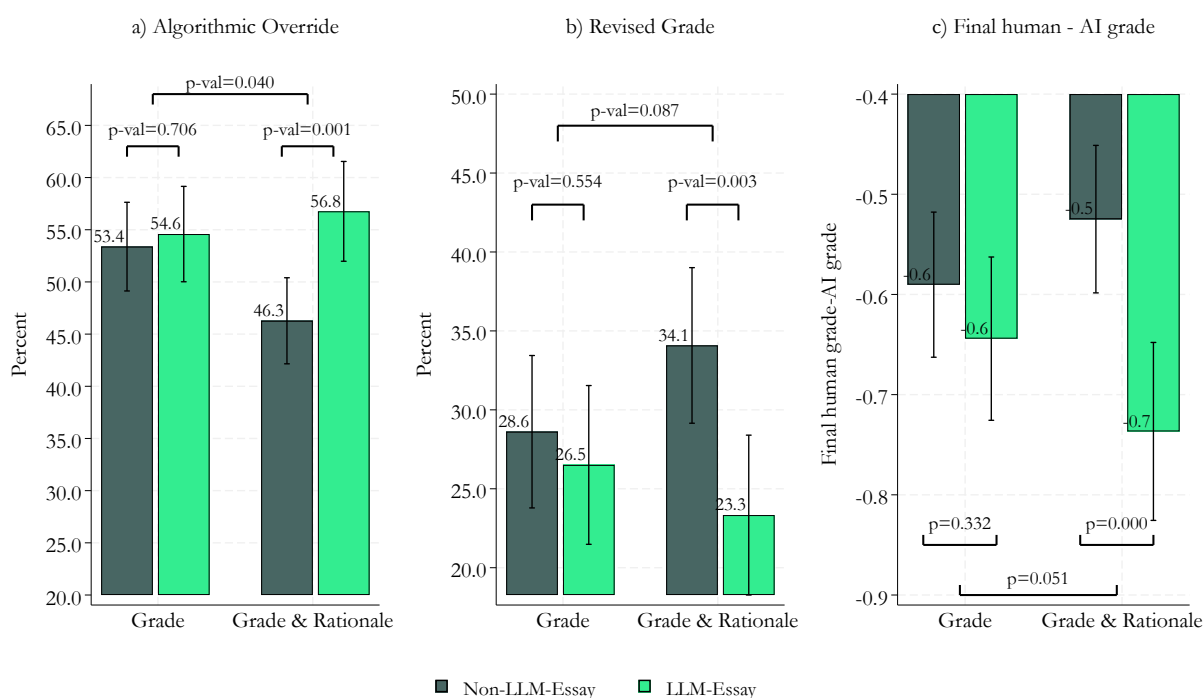 a) Algorithmic Override
p-val=0.040
p-val=0.706
p-val=0.001
65.0
60.0
55.0
50.0
45.0
40.0
35.0
30.0
25.0
20.0
Percent
53.4
54.6
46.3
56.8
Grade
Grade & Rationale
b) Revised Grade
p-val=0.087
p-val=0.554
p-val=0.003
50.0
45.0
40.0
35.0
30.0
25.0
20.0
Percent
28.6
26.5
34.1
23.3
Grade
Grade & Rationale
c) Final human - AI grade
-0.4
-0.5
-0.6
-0.7
-0.8
-0.9
Final human grade-AI grade
-0.6
-0.6
-0.5
-0.7
p=0.332
p=0.000
p=0.051
Grade
Grade & Rationale
Non-LLM-Essay
LLM-Essay